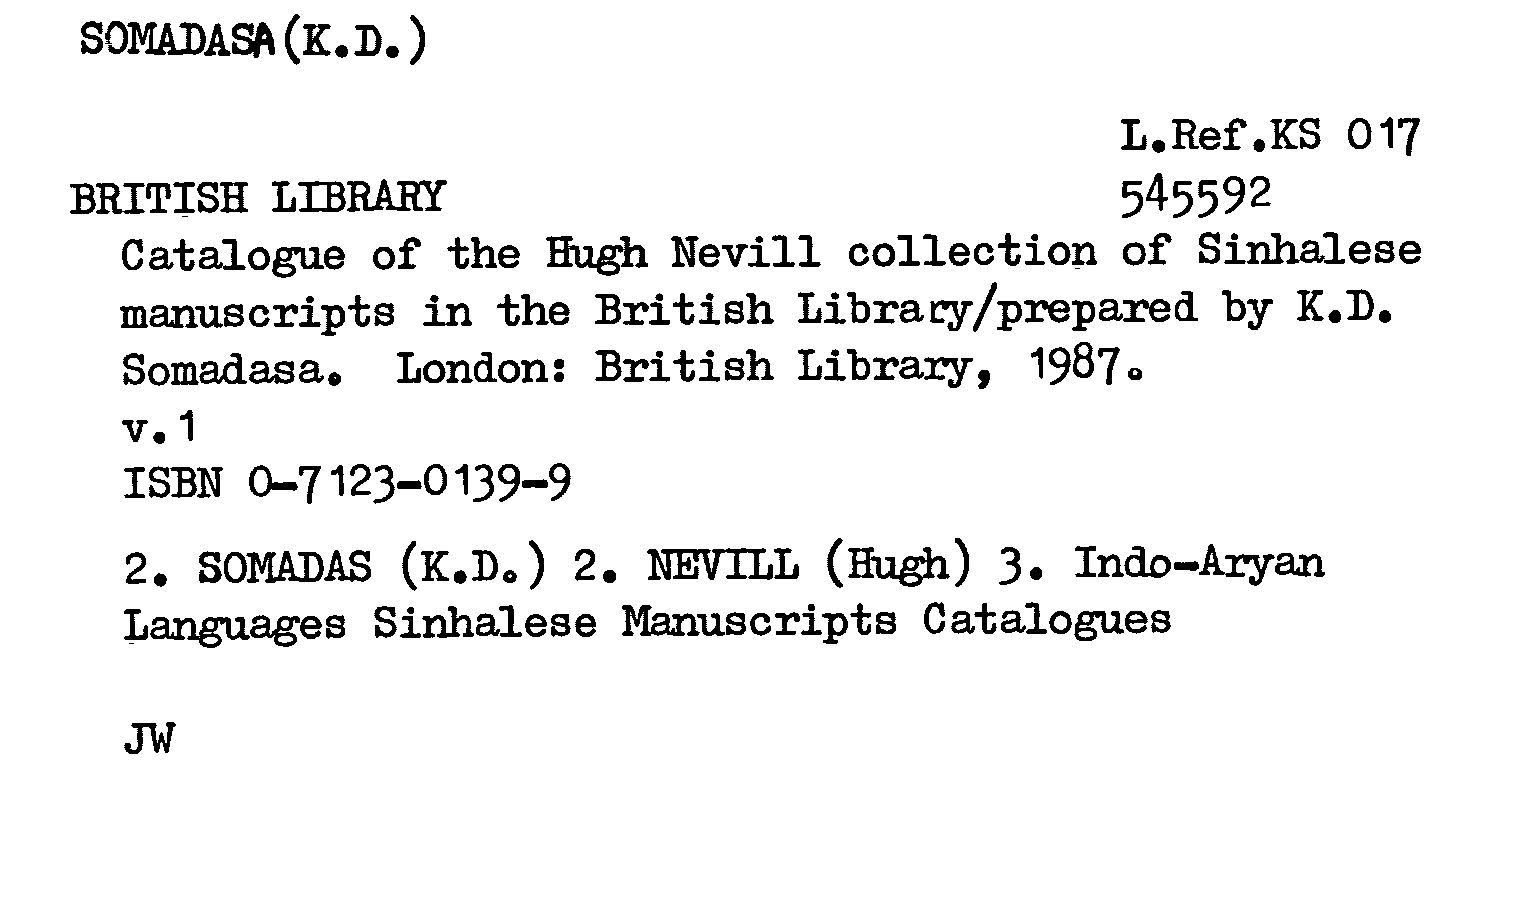 SOMADASA(K.D.)
L.Ref.KS 017
BRITISH LIBRARY 545592
Catalogue of the Hugh Nevill collection of Sinhalese
manuscripts in the British Library/prepared by K.D.
Somadasa. London: British Library, 1987.
v.1
ISBN 0-7123-0139-9
2. SOMADAS (K.D.) 2. NEVILL (Hugh) 3. Indo-Aryan
Languages Sinhalese Manuscripts Catalogues
JW